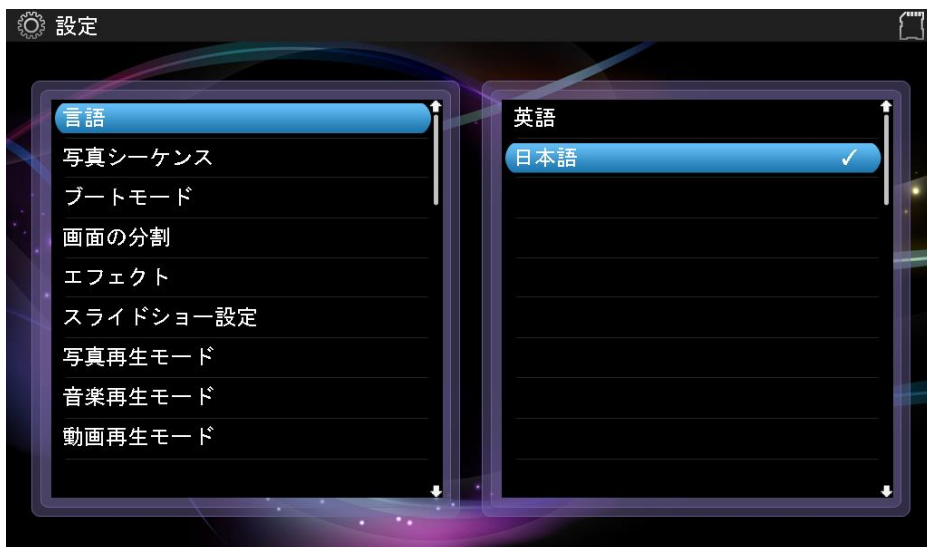 設定
言語
写真シーケンス
ブートモード
画面の分割
エフェクト
スライドショー設定
写真再生モード
音楽再生モード
動画再生モード
英語
日本語